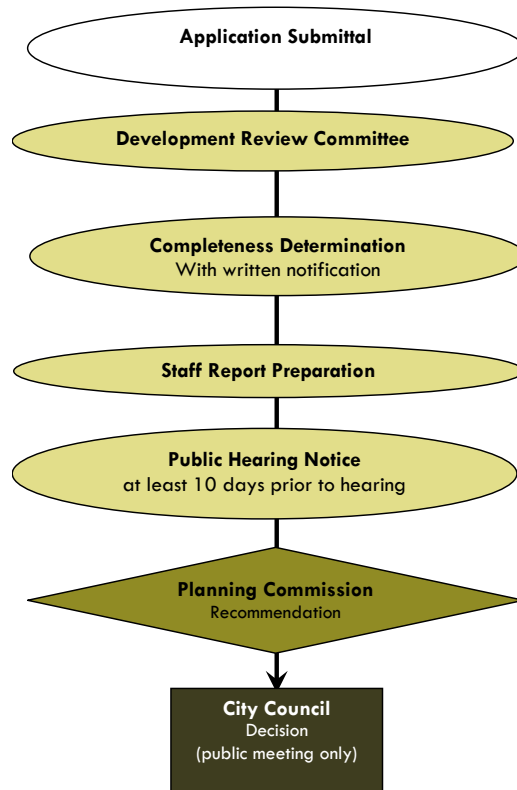 Application Submittal
Development Review Committee
Completeness Determination
With written notification
Staff Report Preparation
Public Hearing Notice
at least 10 days prior to hearing
Planning Commission
Recommendation
City Council
Decision
(public meeting only)